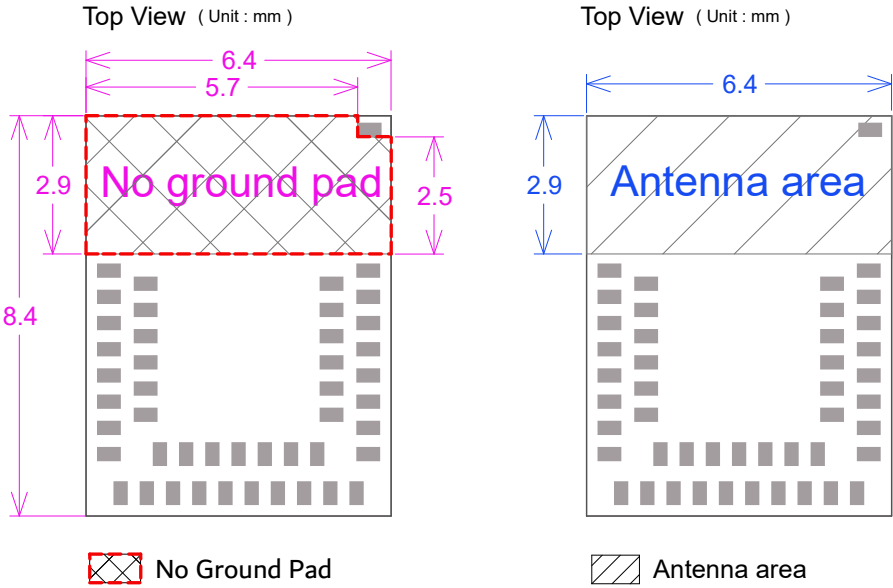 Top View ( Unit : mm )
6.4
5.7
2.9
No ground pad
2.5
8.4
No Ground Pad
Top View ( Unit : mm )
6.4
2.9
Antenna area
Antenna area